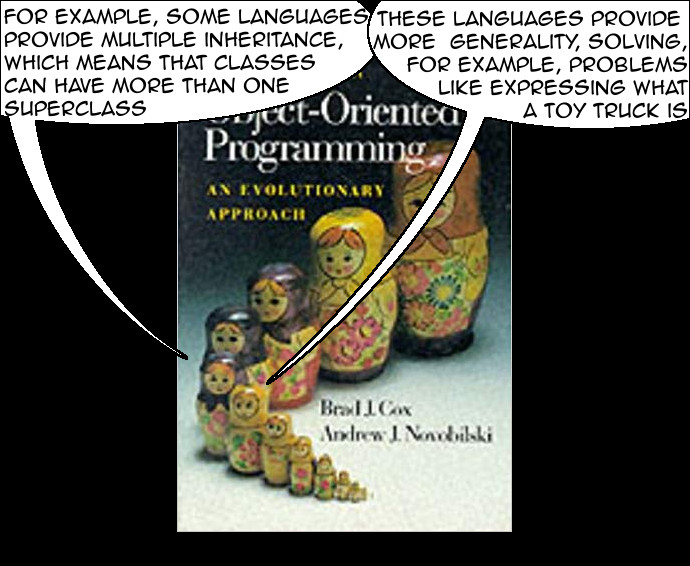 FOR EXAMPLE, SOME LANGUAGES
PROVIDE MULTIPLE INHERITANCE,
WHICH MEANS THAT CLASSES
CAN HAVE MORE THAN ONE
SUPERCLASS
THESE LANGUAGES PROVIDE
MORE GENERALITY, SOLVING,
FOR EXAMPLE, PROBLEMS
LIKE EXPRESSING WHAT
A TOY TRUCK IS
Object-Oriented
Programming
AN EVOLUTIONARY
APPROACH
Brad J. Cox
Andrew J. Novobilski